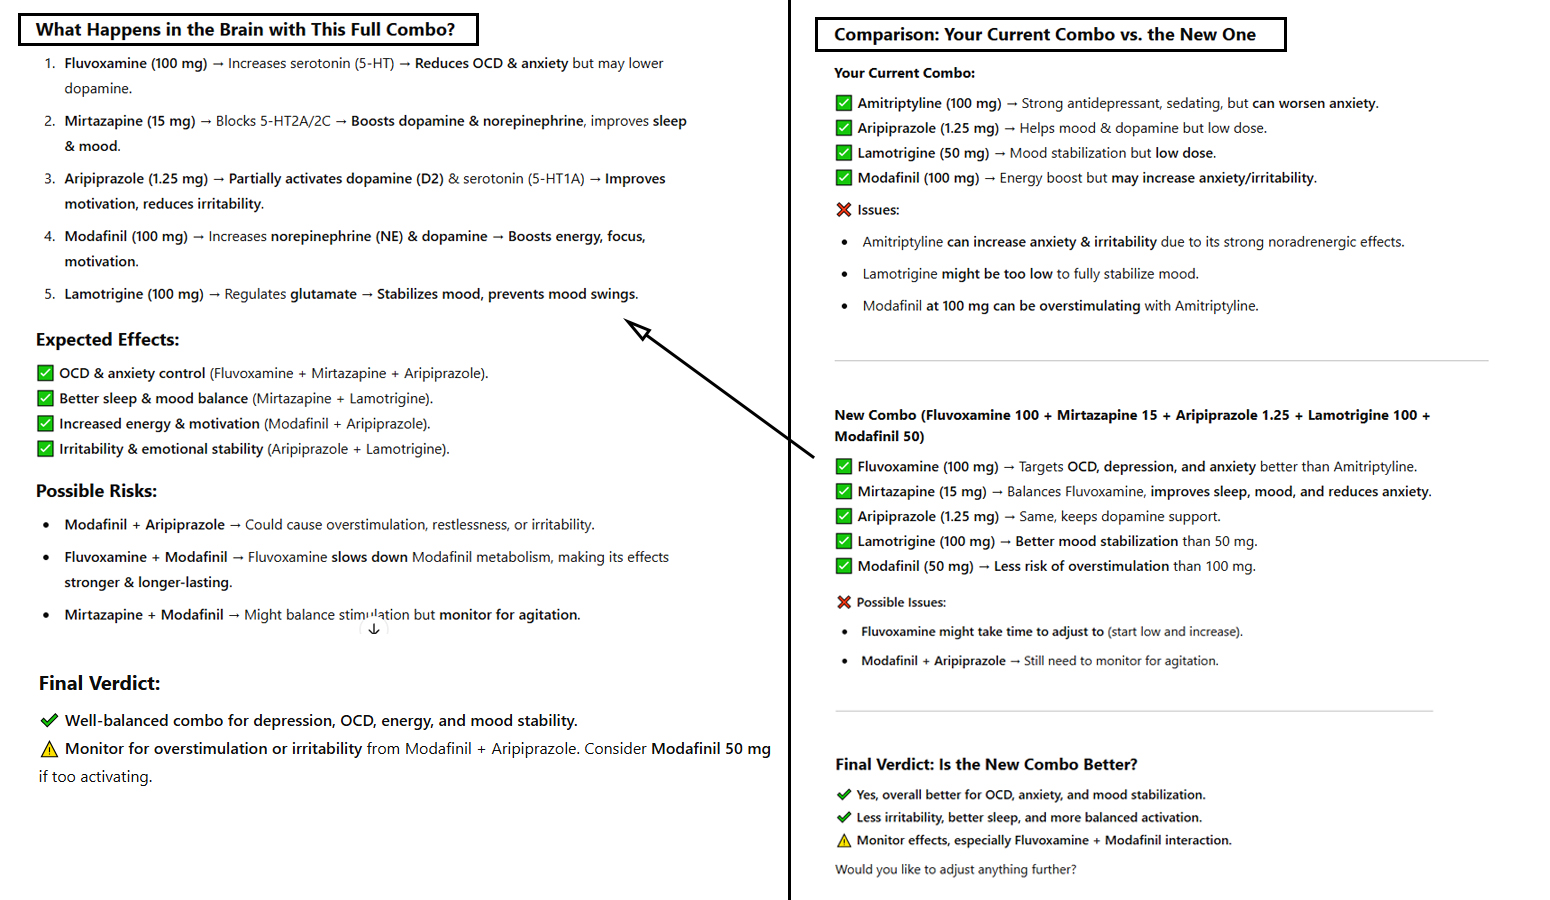 What Happens in the Brain with This Full Combo?
1. Fluvoxamine (100 mg) → Increases serotonin (5-HT) → Reduces OCD & anxiety but may lower
dopamine.
2. Mirtazapine (15 mg) → Blocks 5-HT2A/2C → Boosts dopamine & norepinephrine, improves sleep
& mood.
3. Aripiprazole (1.25 mg) → Partially activates dopamine (D2) & serotonin (5-HT1A) → Improves
motivation, reduces irritability.
4. Modafinil (100 mg) → Increases norepinephrine (NE) & dopamine → Boosts energy, focus,
motivation.
5. Lamotrigine (100 mg) → Regulates glutamate → Stabilizes mood, prevents mood swings.
Expected Effects:
✅ OCD & anxiety control (Fluvoxamine + Mirtazapine + Aripiprazole).
✅ Better sleep & mood balance (Mirtazapine + Lamotrigine).
✅ Increased energy & motivation (Modafinil + Aripiprazole).
✅ Irritability & emotional stability (Aripiprazole + Lamotrigine).
Possible Risks:
• Modafinil + Aripiprazole → Could cause overstimulation, restlessness, or irritability.
• Fluvoxamine + Modafinil → Fluvoxamine slows down Modafinil metabolism, making its effects
stronger & longer-lasting.
• Mirtazapine + Modafinil → Might balance stimulation but monitor for agitation.
Final Verdict:
✔ Well-balanced combo for depression, OCD, energy, and mood stability.
⚠ Monitor for overstimulation or irritability from Modafinil + Aripiprazole. Consider Modafinil 50 mg
if too activating.
Comparison: Your Current Combo vs. the New One
Your Current Combo:
✅ Amitriptyline (100 mg) → Strong antidepressant, sedating, but can worsen anxiety.
✅ Aripiprazole (1.25 mg) → Helps mood & dopamine but low dose.
✅ Lamotrigine (50 mg) → Mood stabilization but low dose.
✅ Modafinil (100 mg) → Energy boost but may increase anxiety/irritability.
❌ Issues:
• Amitriptyline can increase anxiety & irritability due to its strong noradrenergic effects.
• Lamotrigine might be too low to fully stabilize mood.
• Modafinil at 100 mg can be overstimulating with Amitriptyline.
New Combo (Fluvoxamine 100 + Mirtazapine 15 + Aripiprazole 1.25 + Lamotrigine 100 +
Modafinil 50)
✅ Fluvoxamine (100 mg) → Targets OCD, depression, and anxiety better than Amitriptyline.
✅ Mirtazapine (15 mg) → Balances Fluvoxamine, improves sleep, mood, and reduces anxiety.
✅ Aripiprazole (1.25 mg) → Same, keeps dopamine support.
✅ Lamotrigine (100 mg) → Better mood stabilization than 50 mg.
✅ Modafinil (50 mg) → Less risk of overstimulation than 100 mg.
❌ Possible Issues:
• Fluvoxamine might take time to adjust to (start low and increase).
• Modafinil + Aripiprazole → Still need to monitor for agitation.
Final Verdict: Is the New Combo Better?
✔ Yes, overall better for OCD, anxiety, and mood stabilization.
✔ Less irritability, better sleep, and more balanced activation.
⚠ Monitor effects, especially Fluvoxamine + Modafinil interaction.
Would you like to adjust anything further?